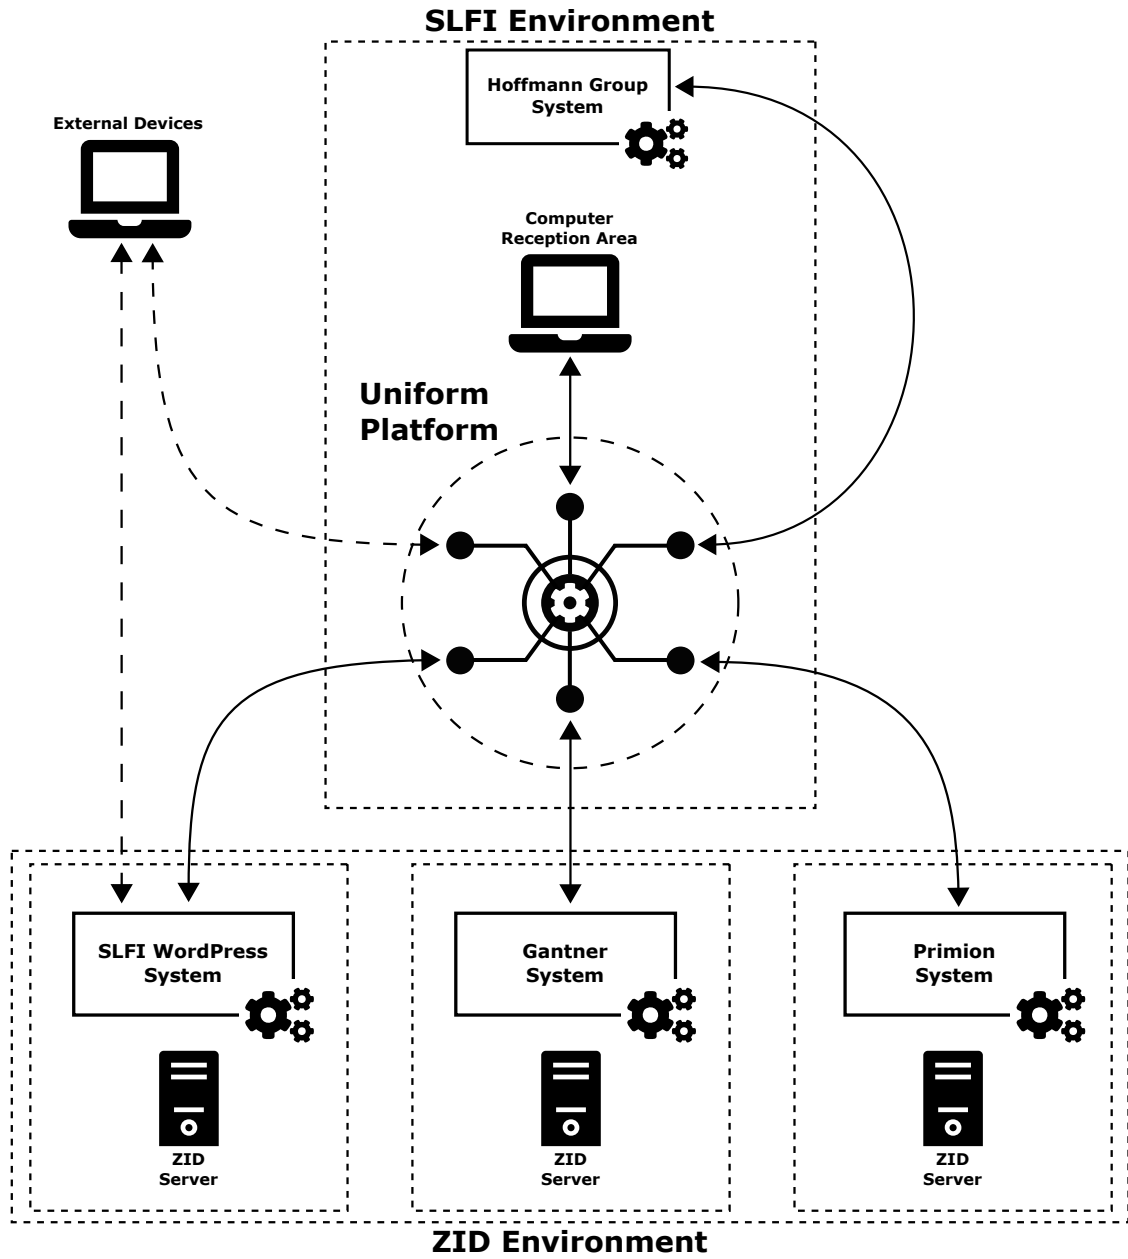 SLFI Environment
Hoffmann Group
System
External Devices
Computer
Reception Area
Uniform
Platform
SLFI WordPress
System
Gantner
System
Primion
System
ZID
Server
ZID
Server
ZID
Server
ZID Environment